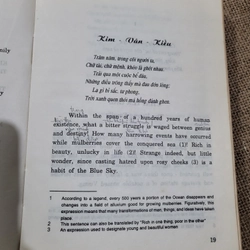 Kim - Vân - Kiều
Trăm năm, trong cõi người ta,
Chữ tài, chữ mệnh, khéo là ghét nhau.
Trải qua một cuộc bể dâu,
Những điều trông thấy mà đau đớn lòng;
Lạ gì bỉ sắc, tư phong,
Trời xanh quen thói má hồng đánh ghen.
Within the span of a hundred years of human
existence, what a bitter struggle is waged between genius
and destiny! How many harrowing events have occurred
while mulberries cover the conquered sea (1)! Rich in
beauty, unlucky in life (2)! Strange indeed, but little
wonder, since casting hatred upon rosy cheeks (3) is a
habit of the Blue Sky.
1 According to a legend, every 500 years a portion of the Ocean disappears and
changes into a field of alluvium good for growing mulberries. Figuratively, this
expression means that many transformations of men, things, and ideas have taken
place.
2 This sentence can also be translated by "Rich in one thing, poor in the other"
3 An expression used to designate young and beautiful women
19